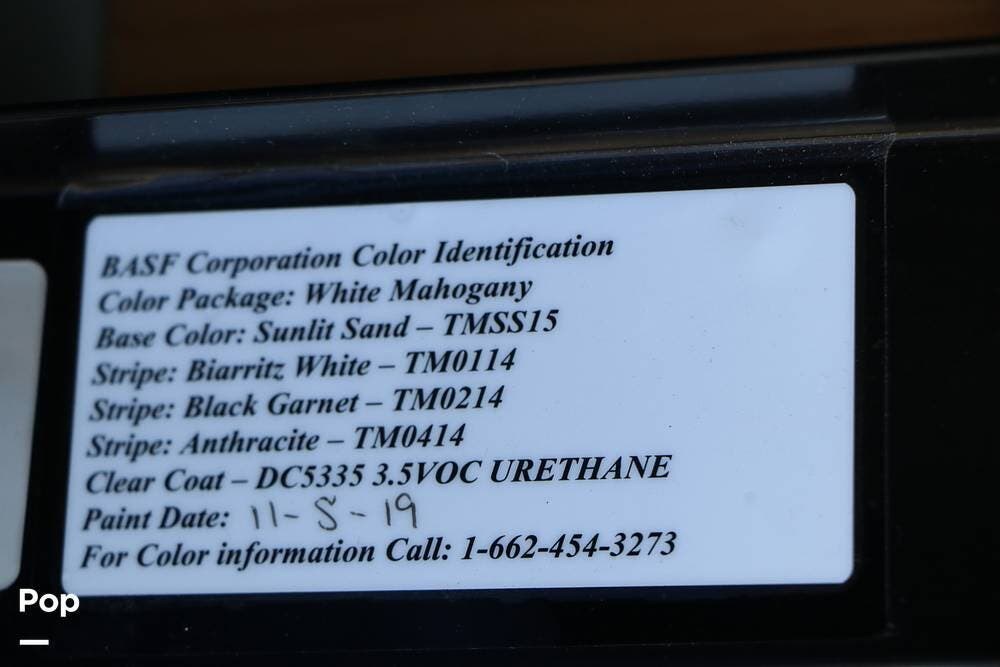 BASF Corporation Color Identification
Color Package: White Mahogany
Base Color: Sunlit Sand – TMSS15
Stripe: Biarritz White – TM0114
Stripe: Black Garnet – TM0214
Stripe: Anthracite – TM0414
Clear Coat – DC5335 3.5VOC URETHANE
Paint Date: 11-5-19
For Color information Call: 1-662-454-3273
Pop